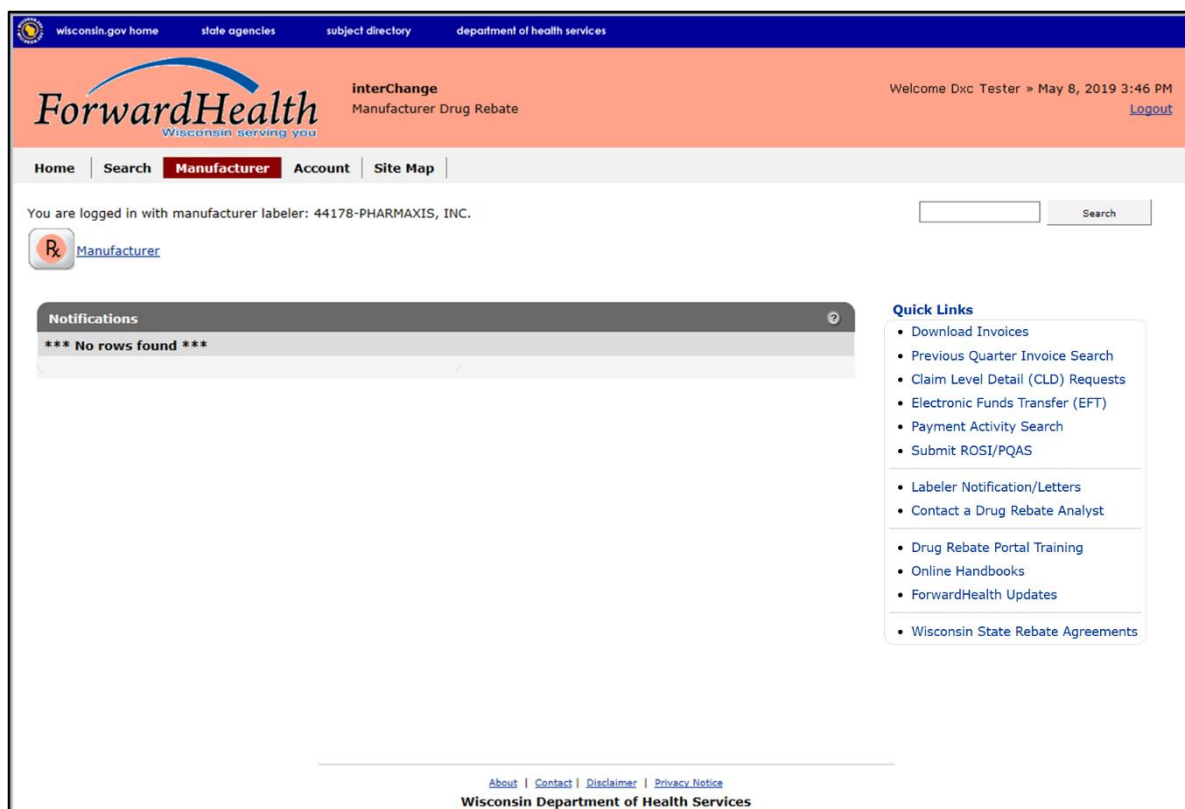 wisconsin.gov home state agencies subject directory department of health services
ForwardHealth
Wisconsin serving you
interChange
Manufacturer Drug Rebate
Welcome Dxc Tester » May 8, 2019 3:46 PM
Logout
Home Search Manufacturer Account Site Map
You are logged in with manufacturer labeler: 44178-PHARMAXIS, INC.
Search
Rx Manufacturer
Notifications ?
*** No rows found ***
Quick Links
• Download Invoices
• Previous Quarter Invoice Search
• Claim Level Detail (CLD) Requests
• Electronic Funds Transfer (EFT)
• Payment Activity Search
• Submit ROSI/PQAS
• Labeler Notification/Letters
• Contact a Drug Rebate Analyst
• Drug Rebate Portal Training
• Online Handbooks
• ForwardHealth Updates
• Wisconsin State Rebate Agreements
About | Contact | Disclaimer | Privacy Notice
Wisconsin Department of Health Services